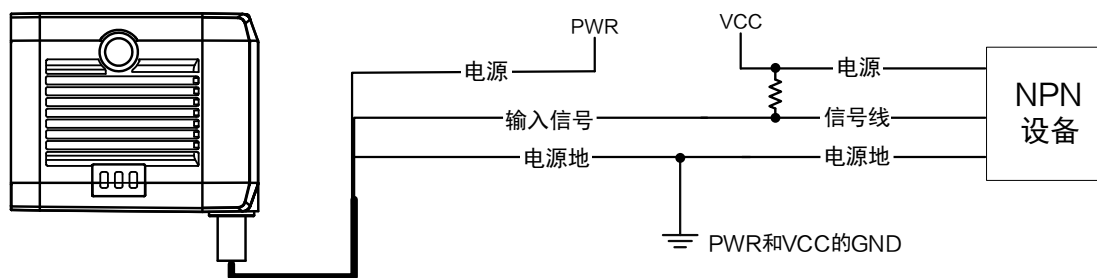 PWR
VCC
电源
电源
输入信号
信号线
电源地
电源地
NPN
设备
PWR和VCC的GND